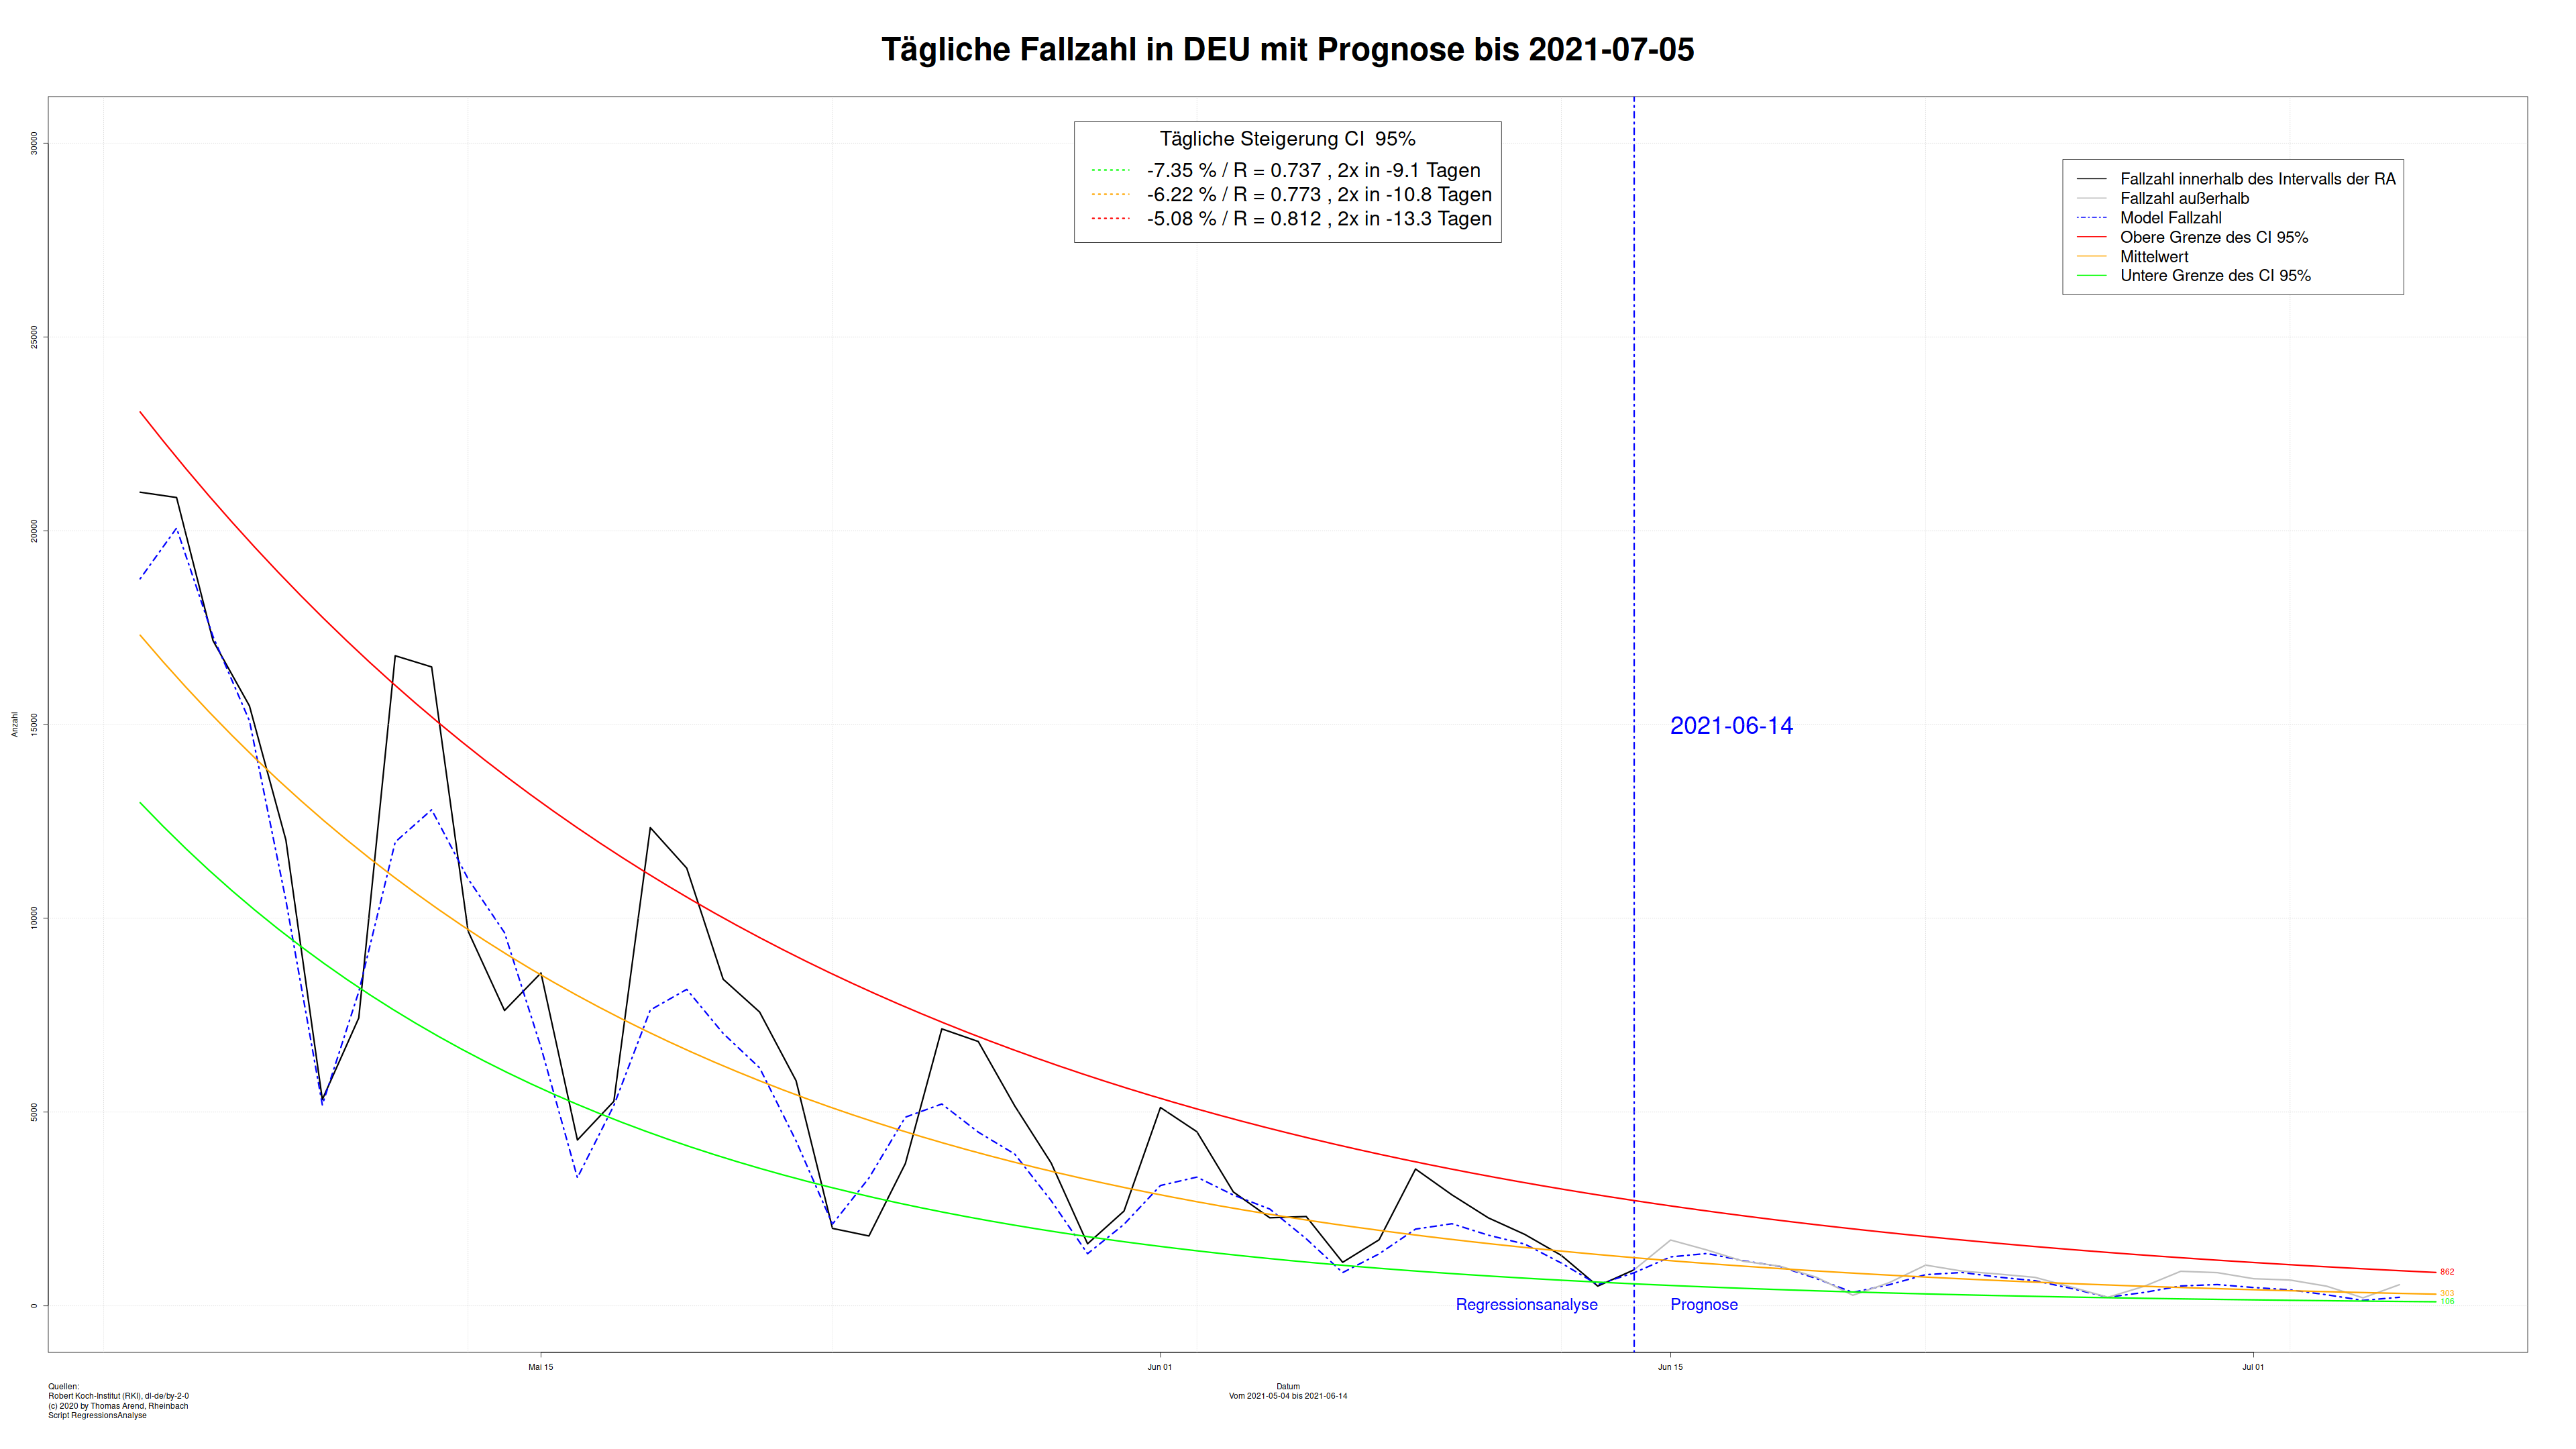 Tägliche Fallzahl in DEU mit Prognose bis 2021-07-05
Tägliche Steigerung CI  95%
-7.35 % / R = 0.737 , 2x in -9.1 Tagen
-6.22 % / R = 0.773 , 2x in -10.8 Tagen
-5.08 % / R = 0.812 , 2x in -13.3 Tagen
Fallzahl innerhalb des Intervalls der RA
Fallzahl außerhalb
Model Fallzahl
Obere Grenze des CI 95%
Mittelwert
Untere Grenze des CI 95%
30000
25000
20000
15000
10000
5000
0
Anzahl
2021-06-14
Regressionsanalyse
Prognose
862
303
106
Mai 15
Jun 01
Jun 15
Jul 01
Datum
Vom 2021-05-04 bis 2021-06-14
Quellen:
Robert Koch-Institut (RKI), dl-de/by-2-0
(c) 2020 by Thomas Arend, Rheinbach
Script RegressionsAnalyse